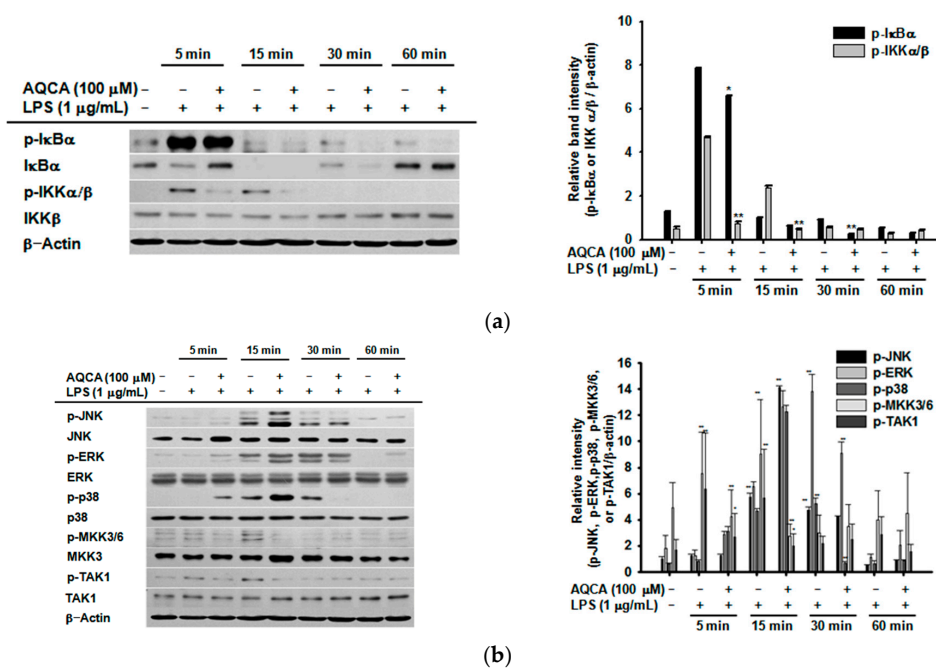 5 min 15 min 30 min 60 min
AQCA (100 μM) – – + – + – + – +
LPS (1 μg/mL) – + + + + + + + +
p-IκBα
IκBα
p-IKKα/β
IKKβ
β–Actin
Relative band intensity
(p-IκBα or IKK α/β / β-actin)
10
8
6
4
2
0
p-IκBα
p-IKKα/β
*
**
**
**
AQCA (100 μM) – – + – + – + – +
LPS (1 μg/mL) – + + + + + + + +
5 min 15 min 30 min 60 min
(a)
5 min 15 min 30 min 60 min
AQCA (100 μM) – – + – + – + – +
LPS (1 μg/mL) – + + + + + + + +
p-JNK
JNK
p-ERK
ERK
p-p38
p38
p-MKK3/6
MKK3
p-TAK1
TAK1
β-Actin
Relative intensity
(p-JNK, p-ERK,p-p38, p-MKK3/6,
or p-TAK1/β-actin)
16
14
12
10
8
6
4
2
0
p-JNK
p-ERK
p-p38
p-MKK3/6
p-TAK1
AQCA (100 μM) – – + – + – + – +
LPS (1 μg/mL) – + + + + + + + +
5 min 15 min 30 min 60 min
(b)